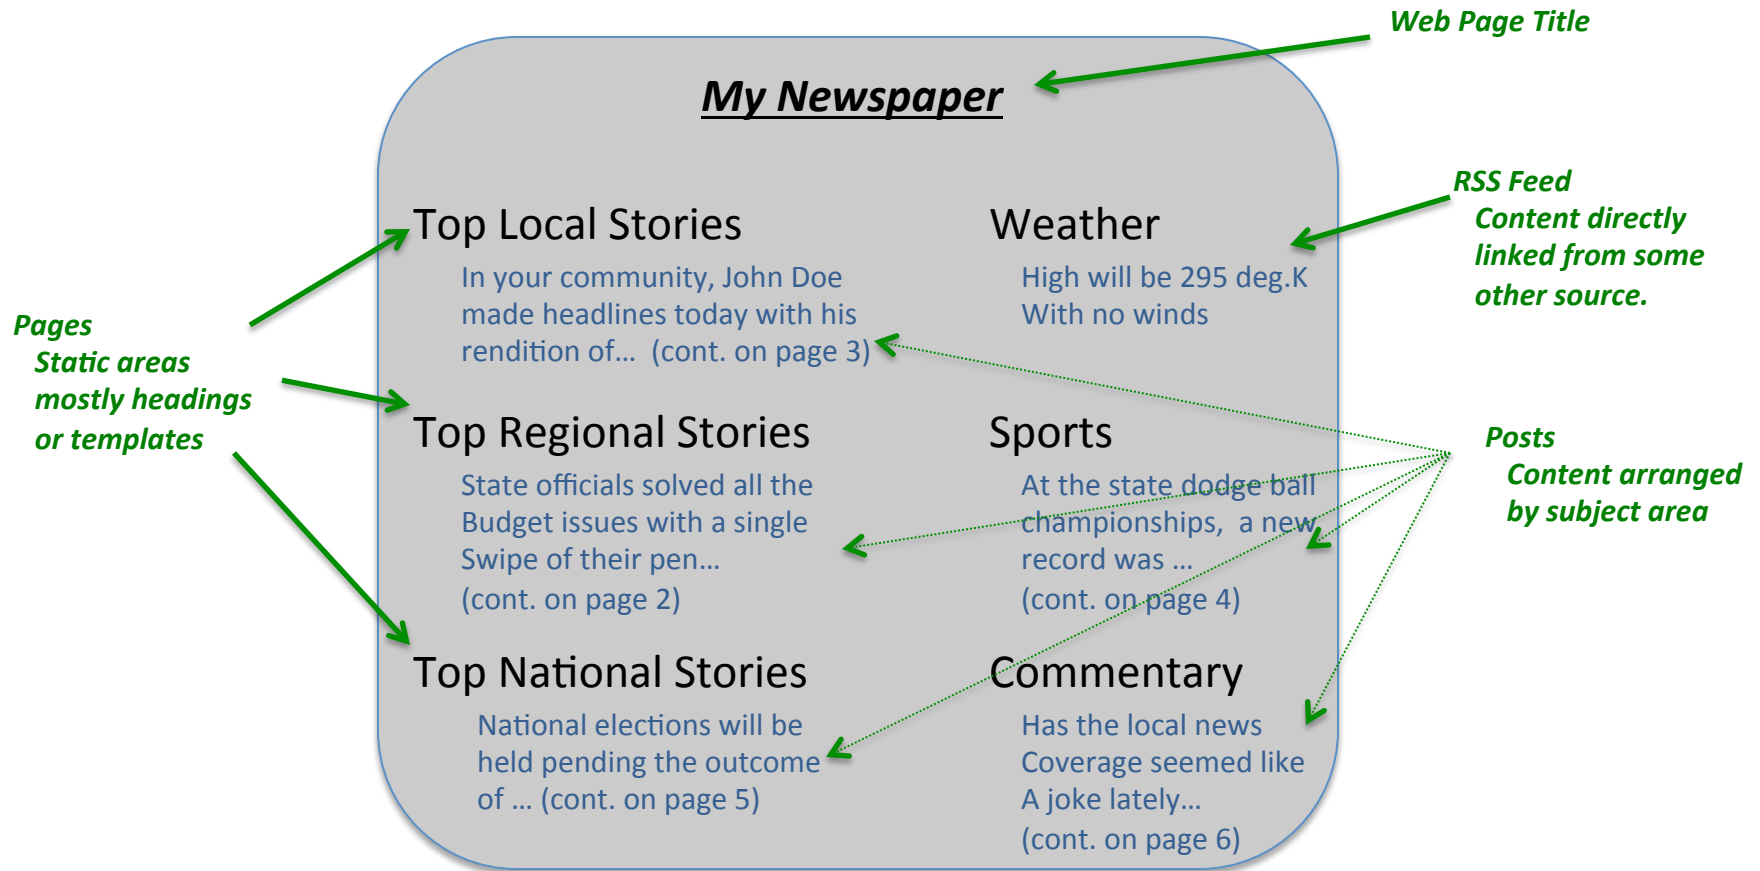 Web Page Title
My Newspaper
Top Local Stories
In your community, John Doe
made headlines today with his
rendition of... (cont. on page 3)
Weather
High will be 295 deg.K
With no winds
RSS Feed
Content directly
linked from some
other source.
Pages
Static areas
mostly headings
or templates
Top Regional Stories
State officials solved all the
Budget issues with a single
Swipe of their pen...
(cont. on page 2)
Sports
At the state dodge ball
championships,  a new
record was ...
(cont. on page 4)
Posts
Content arranged
by subject area
Top National Stories
National elections will be
held pending the outcome
of ... (cont. on page 5)
Commentary
Has the local news
Coverage seemed like
A joke lately...
(cont. on page 6)